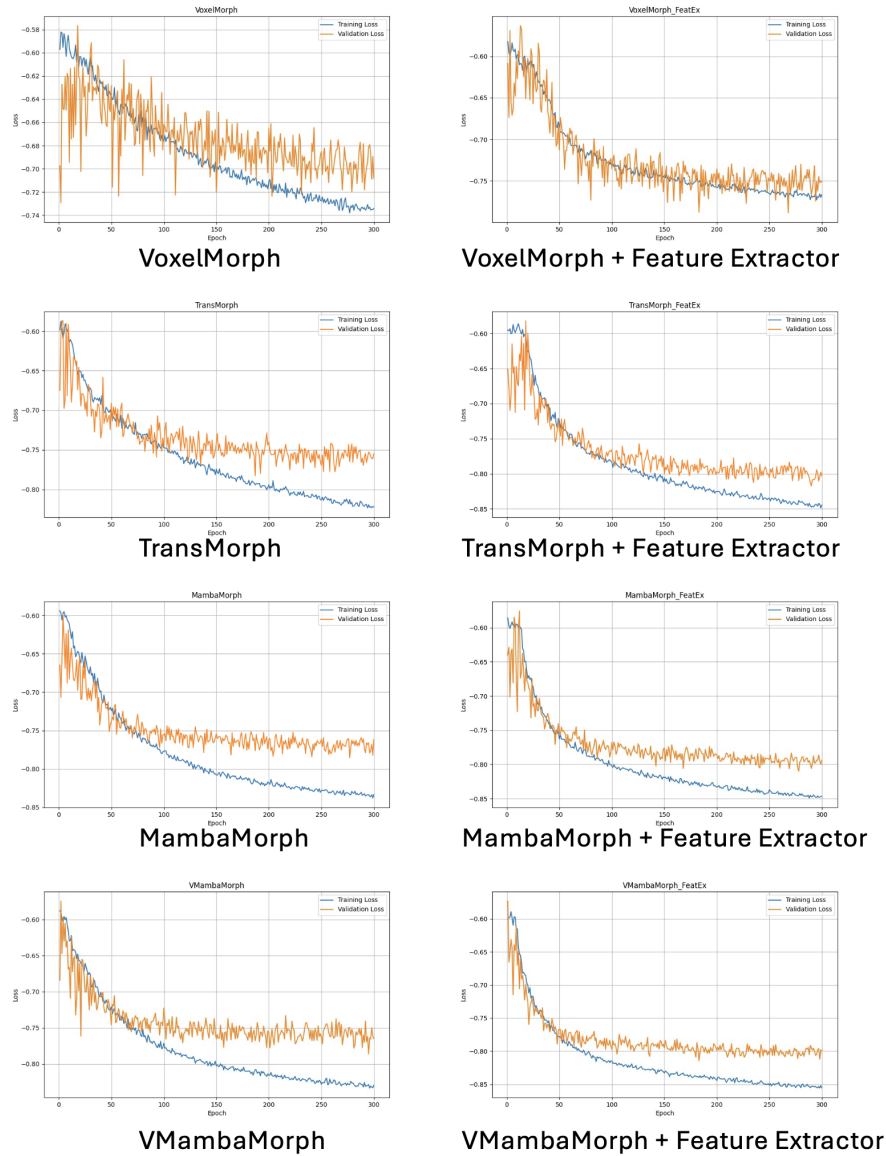 VoxelMorph
Training Loss
Validation Loss
−0.58
−0.60
−0.62
−0.64
−0.66
−0.68
−0.70
−0.72
−0.74
Loss
0 50 100 150 200 250 300
Epoch
VoxelMorph
VoxelMorph_FeatEx
Training Loss
Validation Loss
−0.60
−0.65
−0.70
−0.75
Loss
0 50 100 150 200 250 300
Epoch
VoxelMorph + Feature Extractor
TransMorph
Training Loss
Validation Loss
−0.60
−0.65
−0.70
−0.75
−0.80
Loss
0 50 100 150 200 250 300
Epoch
TransMorph
TransMorph_FeatEx
Training Loss
Validation Loss
−0.60
−0.65
−0.70
−0.75
−0.80
−0.85
Loss
0 50 100 150 200 250 300
Epoch
TransMorph + Feature Extractor
MambaMorph
Training Loss
Validation Loss
−0.60
−0.65
−0.70
−0.75
−0.80
−0.85
Loss
0 50 100 150 200 250 300
Epoch
MambaMorph
MambaMorph_FeatEx
Training Loss
Validation Loss
−0.60
−0.65
−0.70
−0.75
−0.80
−0.85
Loss
0 50 100 150 200 250 300
Epoch
MambaMorph + Feature Extractor
VMambaMorph
Training Loss
Validation Loss
−0.60
−0.65
−0.70
−0.75
−0.80
Loss
0 50 100 150 200 250 300
Epoch
VMambaMorph
VMambaMorph_FeatEx
Training Loss
Validation Loss
−0.60
−0.65
−0.70
−0.75
−0.80
−0.85
Loss
0 50 100 150 200 250 300
Epoch
VMambaMorph + Feature Extractor